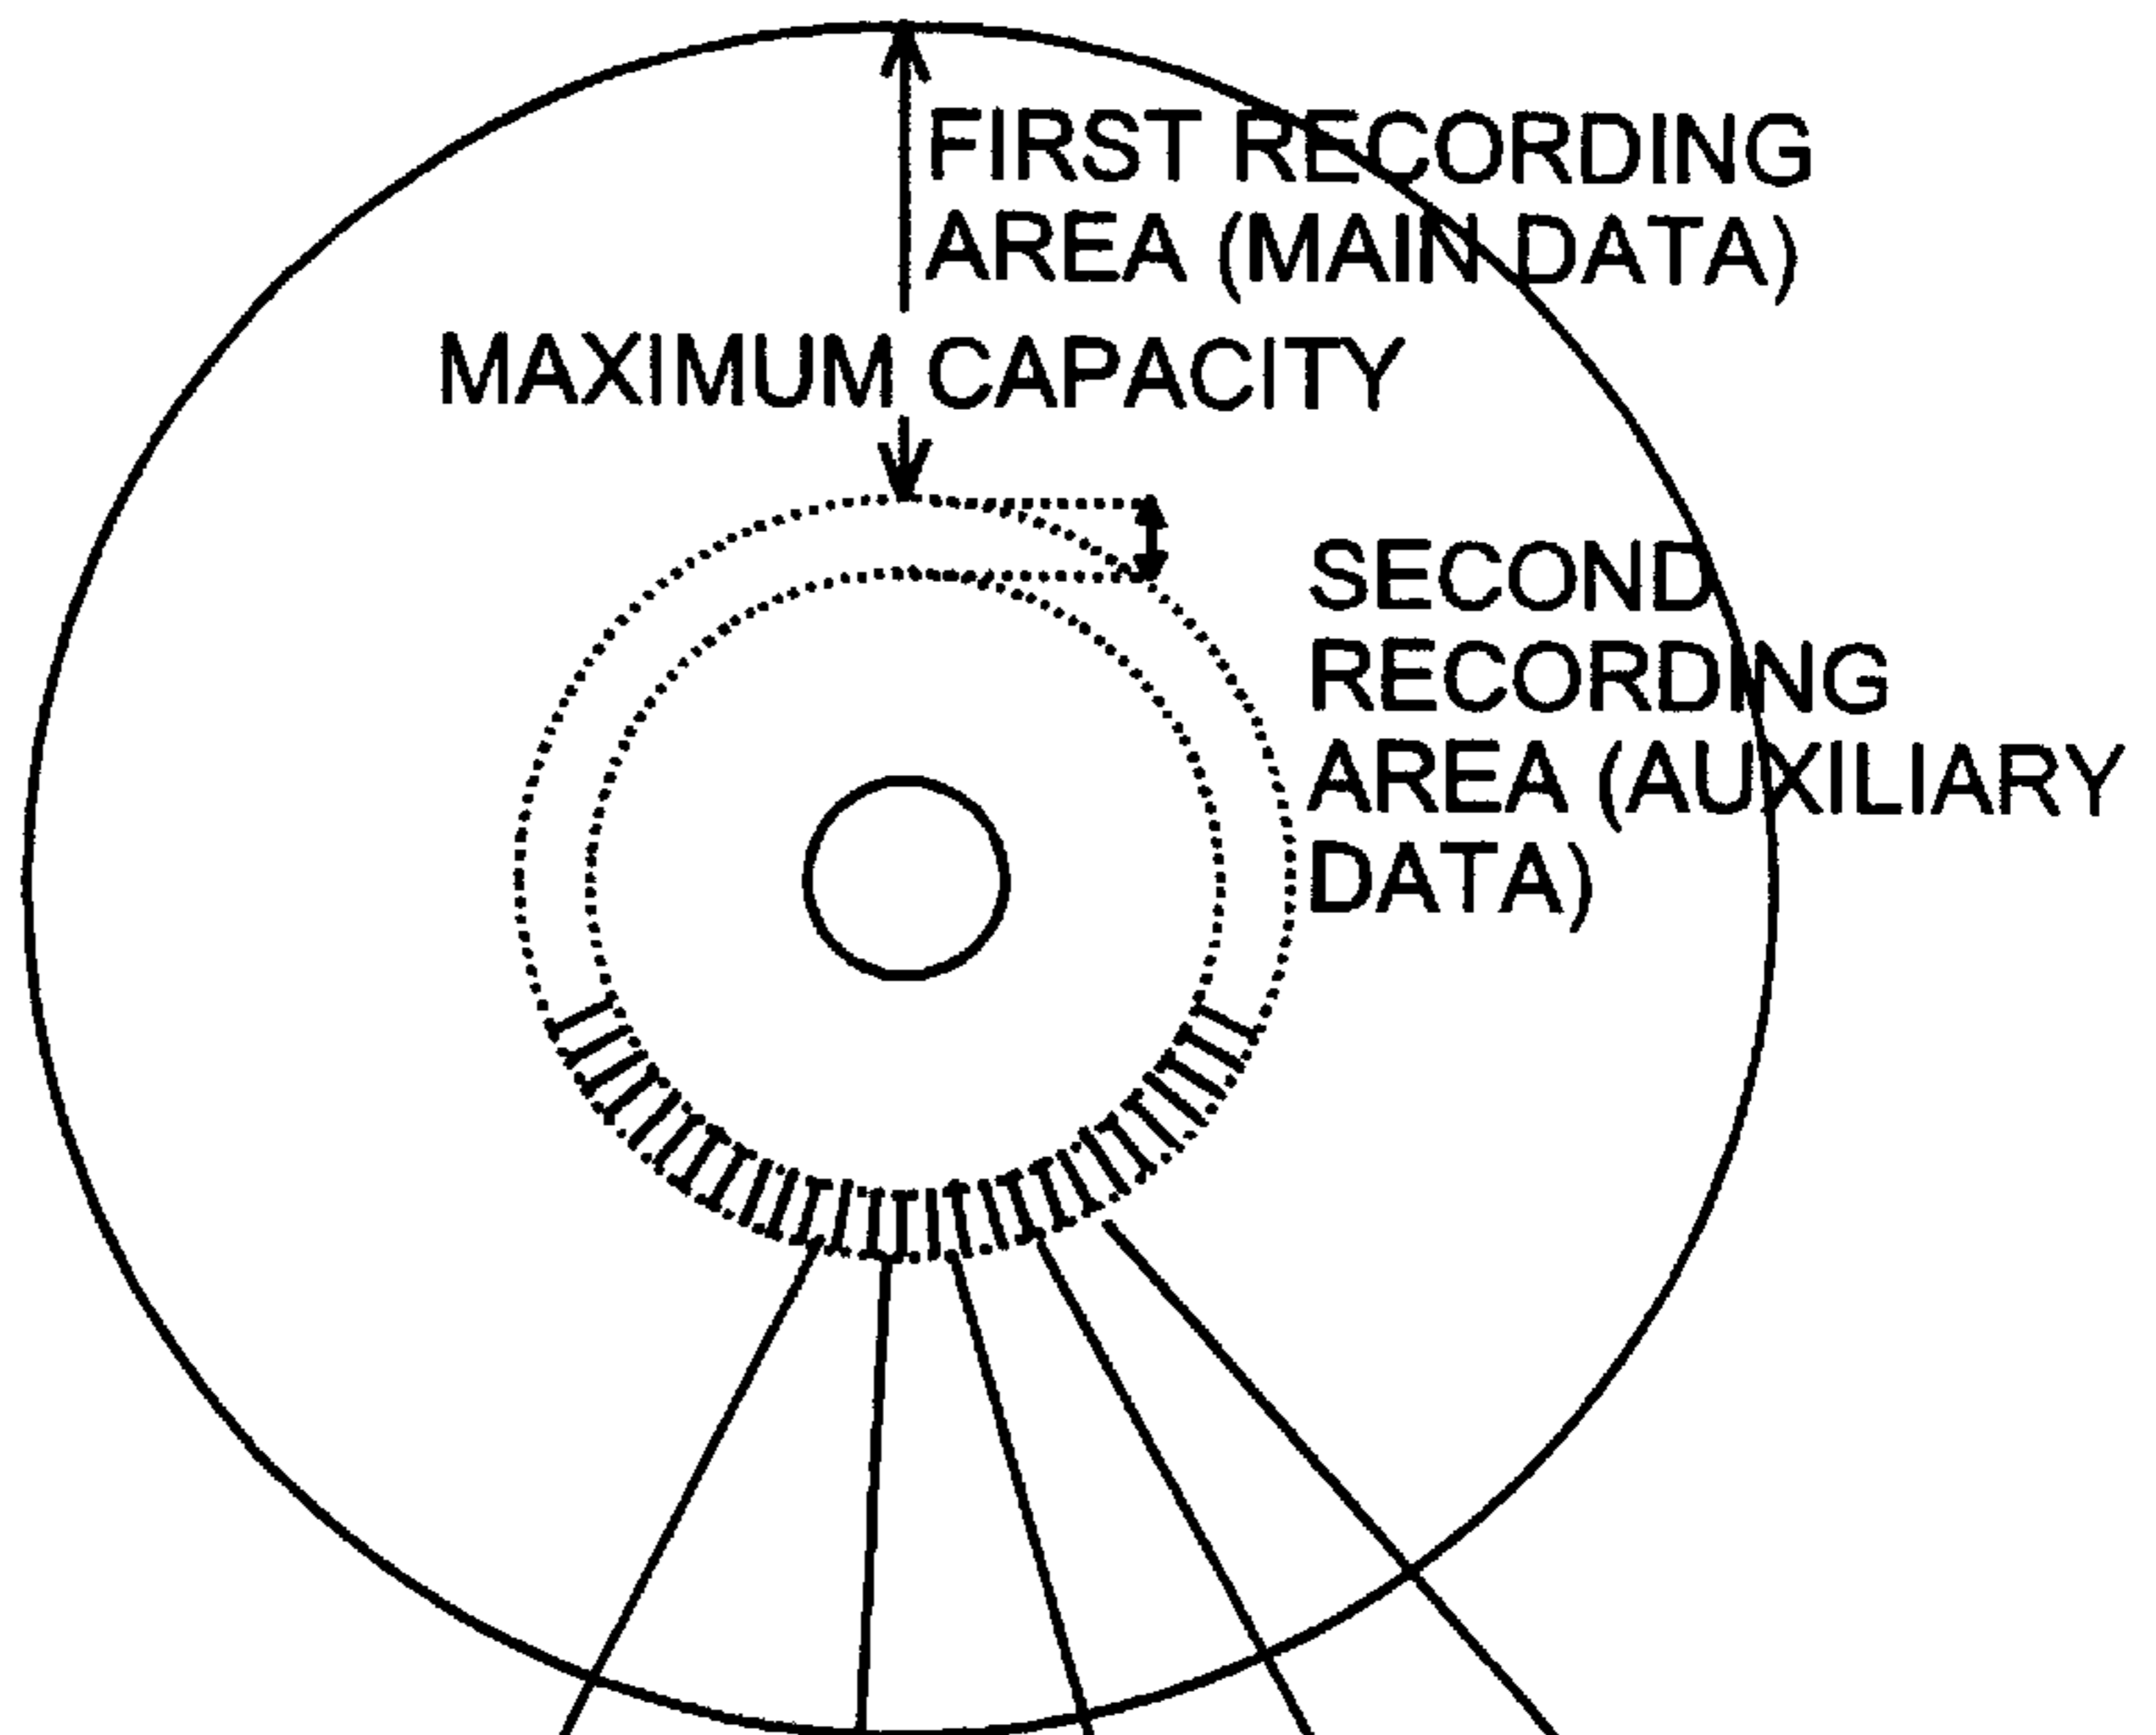 FIRST RECORDING
AREA (MAIN DATA)
MAXIMUM CAPACITY
SECOND
RECORDING
AREA (AUXILIARY
DATA)